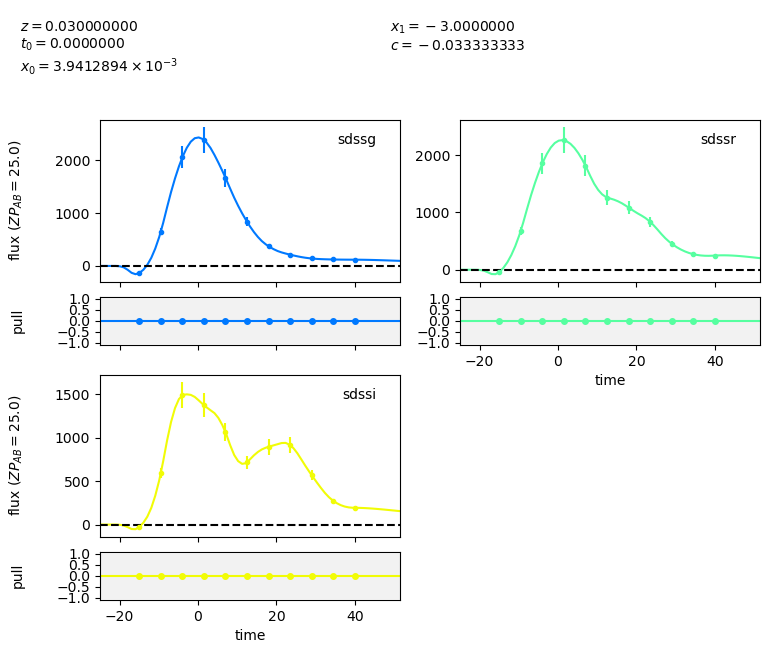 z = 0.030000000
t₀ = 0.0000000
x₀ = 3.9412894 × 10⁻³
x₁ = −3.0000000
c = −0.033333333
flux (ZP_AB = 25.0)
2000
1000
0
sdssg
2000
1000
0
sdssr
pull
1.0
0.5
0.0
−0.5
−1.0
1.0
0.5
0.0
−0.5
−1.0
−20 0 20 40
time
flux (ZP_AB = 25.0)
1500
1000
500
0
sdssi
pull
1.0
0.5
0.0
−0.5
−1.0
−20 0 20 40
time